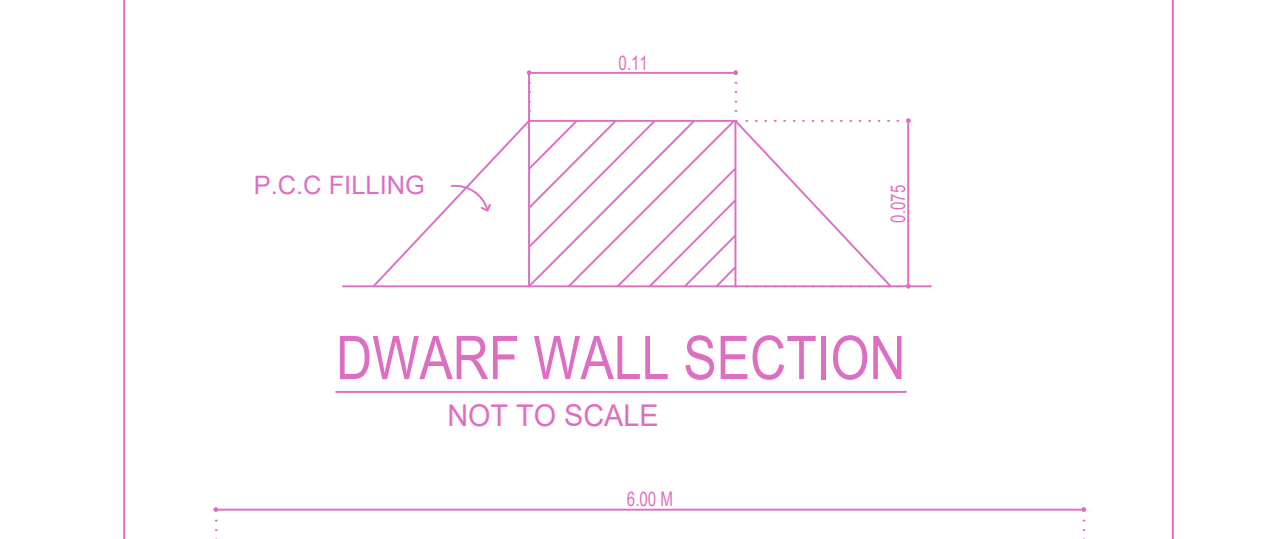 0.11
P.C.C FILLING
0.075
DWARF WALL SECTION
NOT TO SCALE
6.00 M